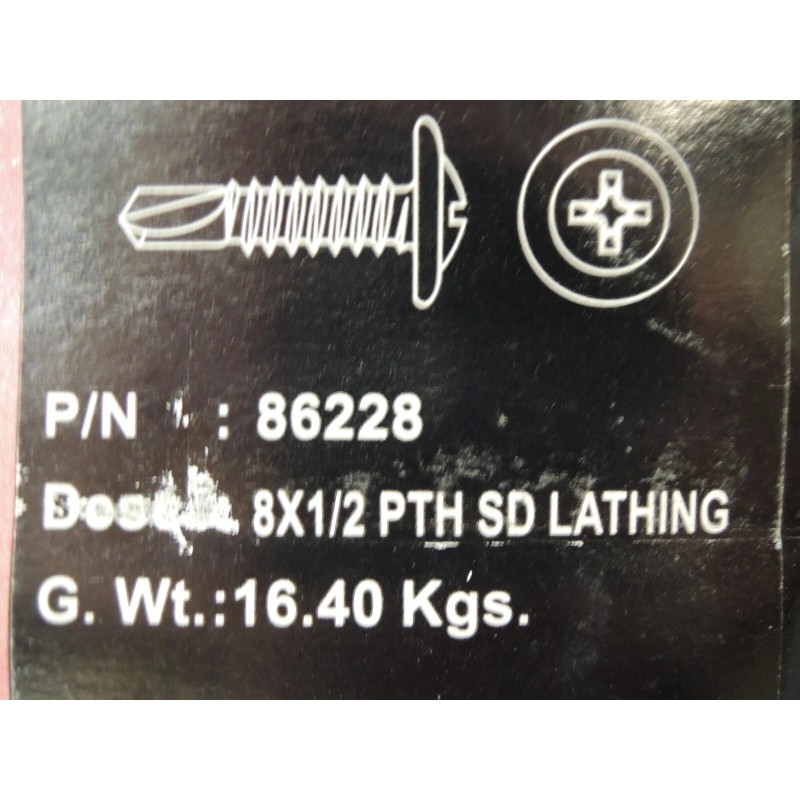 P/N : 86228
8X1/2 PTH SD LATHING
G. Wt.:16.40 Kgs.